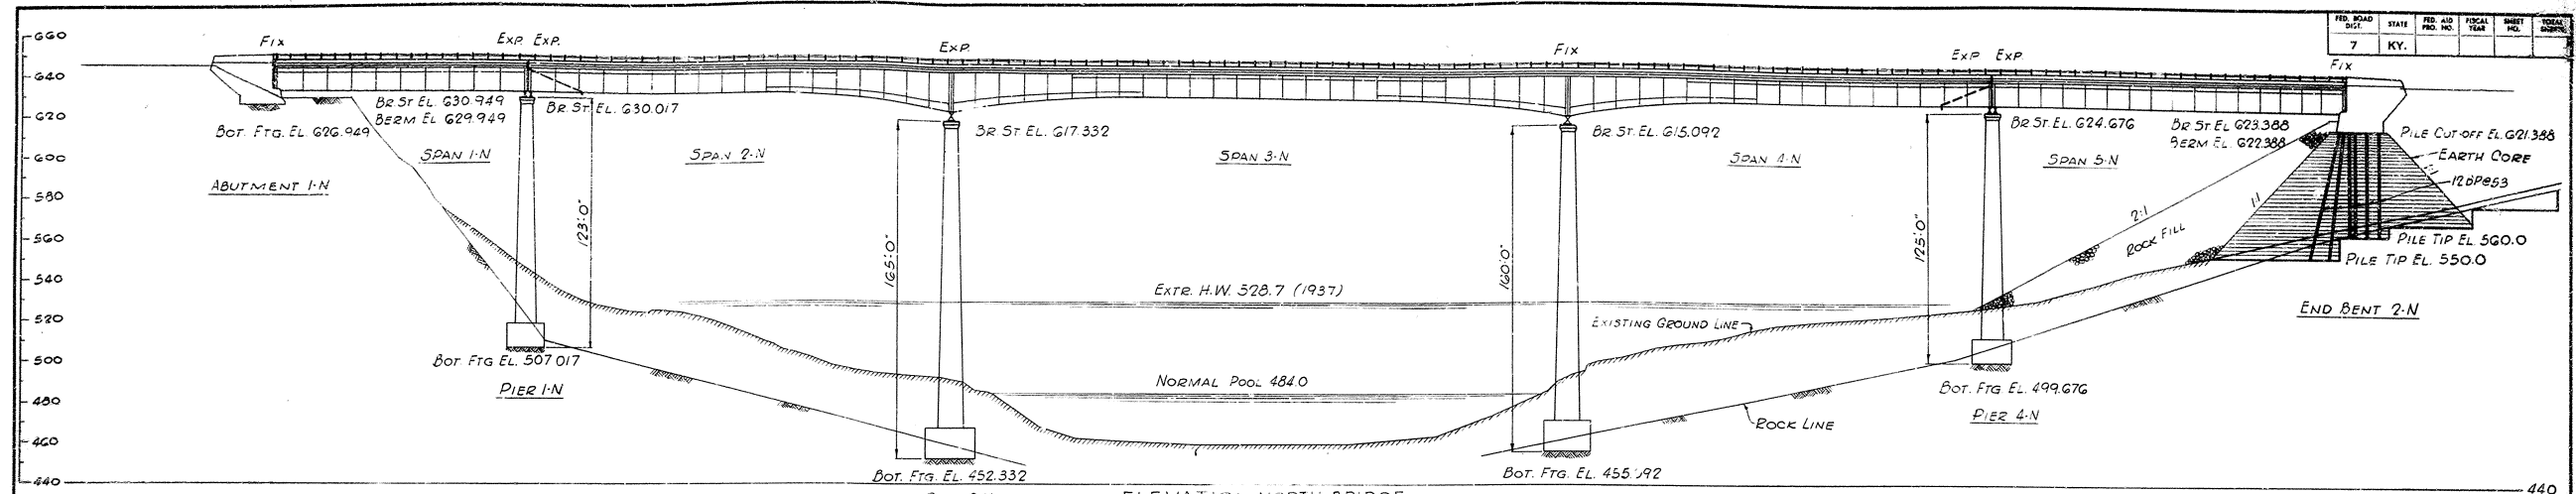 FED. ROAD DIST.
STATE
FED. AID PRO. NO.
FISCAL YEAR
SHEET NO.
TOTAL SHEETS
7
KY.
660
640
620
600
580
560
540
520
500
480
460
440
FIX
EXP. EXP.
EXP.
FIX
EXP EXP.
FIX
BR. ST. EL. 630.949
BERM EL 629.949
BR. ST. EL. 630.017
BOT. FTG. EL. 626.949
BR. ST. EL. 617.332
BR. ST. EL. 615.092
BR. ST. EL. 624.676
BR. ST. EL 623.388
BERM EL. 622.388
PILE CUT-OFF EL. 621.388
EARTH CORE
12BP@53
SPAN 1-N
SPAN 2-N
SPAN 3-N
SPAN 4-N
SPAN 5-N
ABUTMENT 1-N
123'-0"
165'-0"
160'-0"
125'-0"
2:1
1:1
ROCK FILL
PILE TIP EL. 560.0
PILE TIP EL. 550.0
EXTR. H.W. 528.7 (1937)
EXISTING GROUND LINE
END BENT 2-N
BOT. FTG EL. 507.017
PIER 1-N
NORMAL POOL 484.0
BOT. FTG. EL. 499.676
PIER 4-N
ROCK LINE
BOT. FTG. EL. 452.332
BOT. FTG. EL. 455.092
440